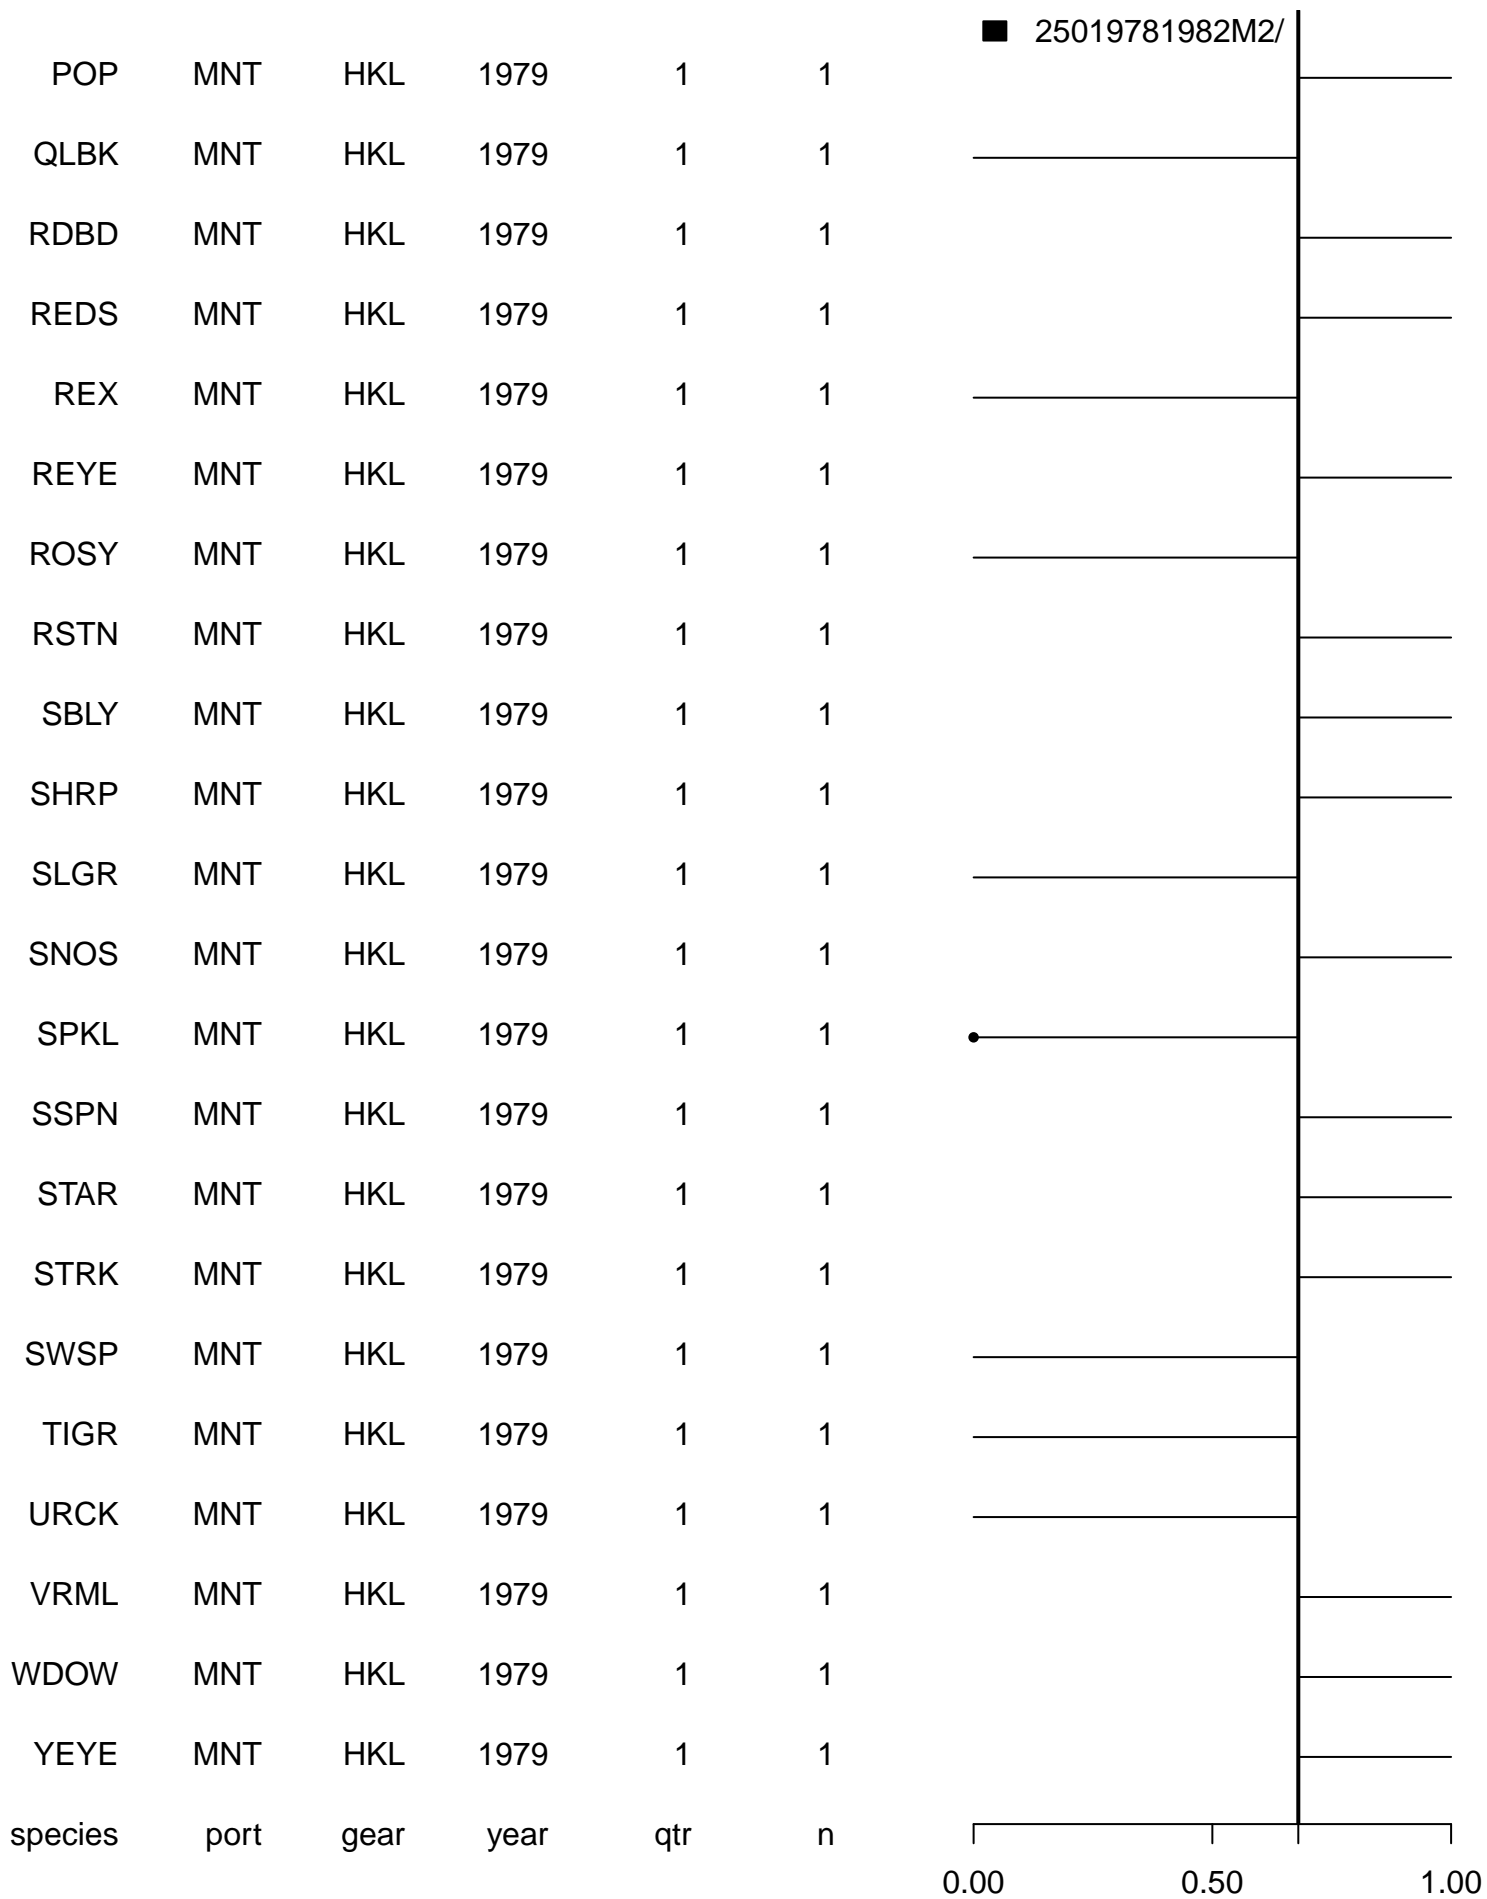 25019781982M2/
POP MNT HKL 1979 1 1
QLBK MNT HKL 1979 1 1
RDBD MNT HKL 1979 1 1
REDS MNT HKL 1979 1 1
REX MNT HKL 1979 1 1
REYE MNT HKL 1979 1 1
ROSY MNT HKL 1979 1 1
RSTN MNT HKL 1979 1 1
SBLY MNT HKL 1979 1 1
SHRP MNT HKL 1979 1 1
SLGR MNT HKL 1979 1 1
SNOS MNT HKL 1979 1 1
SPKL MNT HKL 1979 1 1
SSPN MNT HKL 1979 1 1
STAR MNT HKL 1979 1 1
STRK MNT HKL 1979 1 1
SWSP MNT HKL 1979 1 1
TIGR MNT HKL 1979 1 1
URCK MNT HKL 1979 1 1
VRML MNT HKL 1979 1 1
WDOW MNT HKL 1979 1 1
YEYE MNT HKL 1979 1 1
species port gear year qtr n
0.00 0.50 1.00